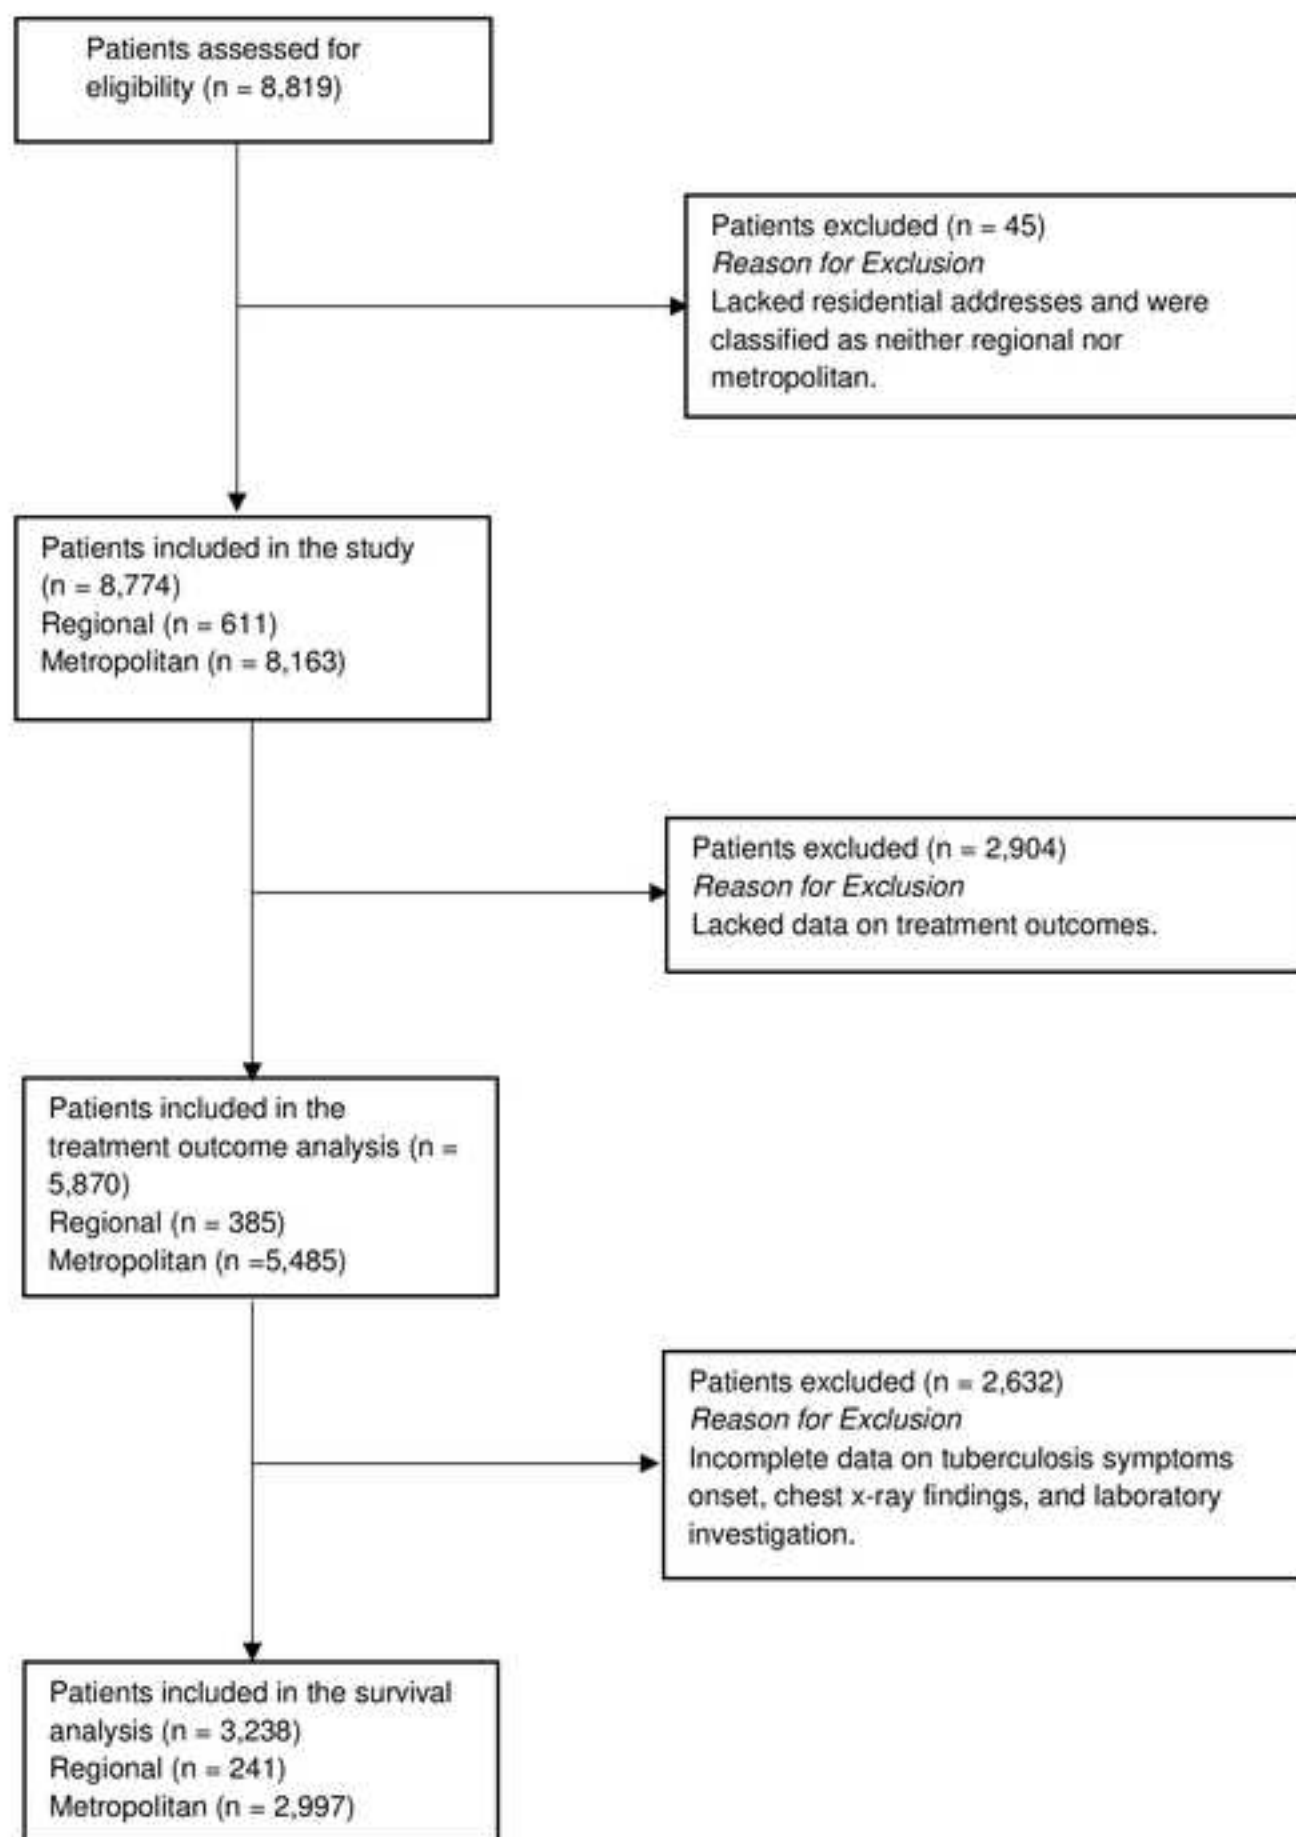 Patients assessed for
eligibility (n = 8,819)
Patients excluded (n = 45)
Reason for Exclusion
Lacked residential addresses and were
classified as neither regional nor
metropolitan.
Patients included in the study
(n = 8,774)
Regional (n = 611)
Metropolitan (n = 8,163)
Patients excluded (n = 2,904)
Reason for Exclusion
Lacked data on treatment outcomes.
Patients included in the
treatment outcome analysis (n =
5,870)
Regional (n = 385)
Metropolitan (n =5,485)
Patients excluded (n = 2,632)
Reason for Exclusion
Incomplete data on tuberculosis symptoms
onset, chest x-ray findings, and laboratory
investigation.
Patients included in the survival
analysis (n = 3,238)
Regional (n = 241)
Metropolitan (n = 2,997)